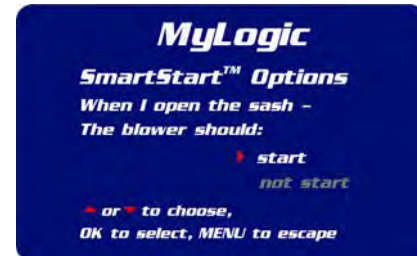 MyLogic
SmartStart™ Options
When I open the sash –
The blower should:
start
not start
or to choose,
OK to select, MENU to escape